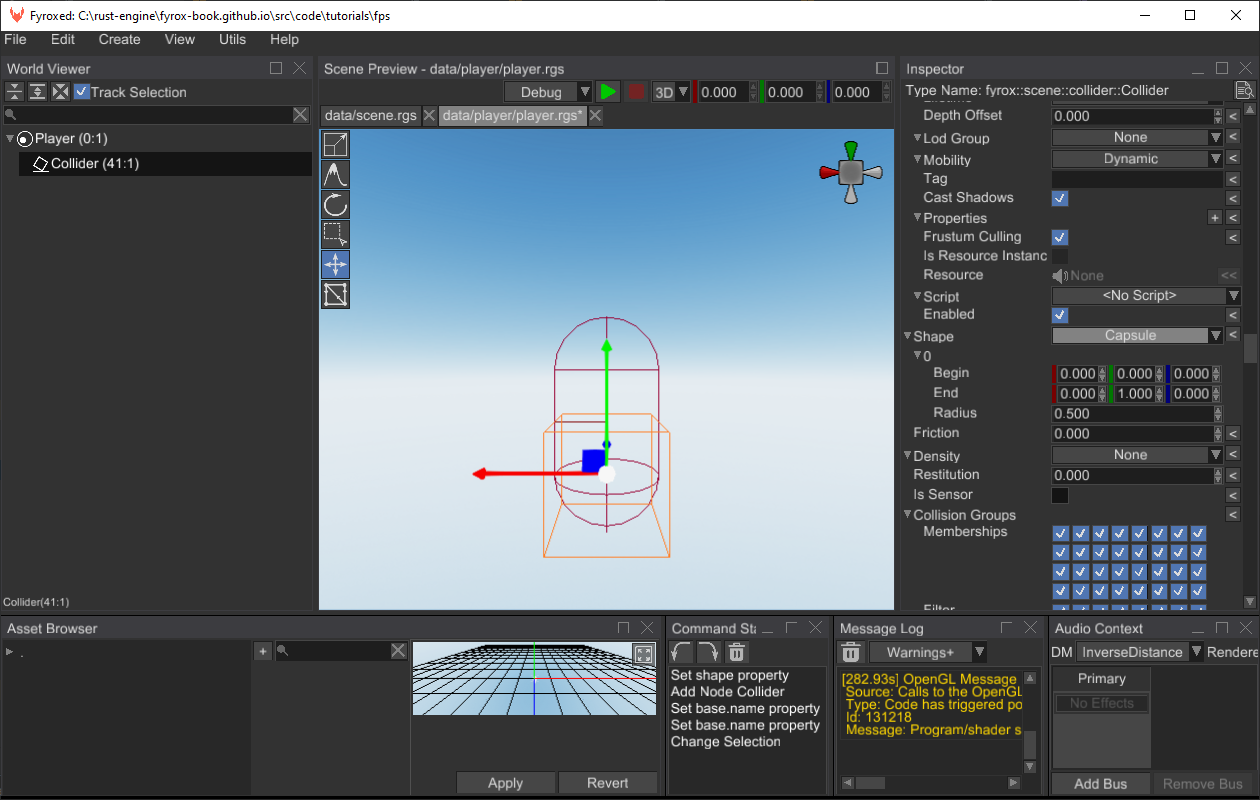 Fyroxed: C:\rust-engine\fyrox-book.github.io\src\code\tutorials\fps
File Edit Create View Utils Help
World Viewer
Track Selection
Player (0:1)
Collider (41:1)
Collider(41:1)
Scene Preview - data/player/player.rgs
Debug 3D 0.000 0.000 0.000
data/scene.rgs data/player/player.rgs*
Inspector
Type Name: fyrox::scene::collider::Collider
Depth Offset 0.000
Lod Group None
Mobility Dynamic
Tag
Cast Shadows
Properties +
Frustum Culling
Is Resource Instanc
Resource None <<
Script <No Script>
Enabled
Shape Capsule
0
Begin 0.000 0.000 0.000
End 0.000 1.000 0.000
Radius 0.500
Friction 0.000
Density None
Restitution 0.000
Is Sensor
Collision Groups
Memberships
Asset Browser
.
+
Apply Revert
Command Sta
Set shape property
Add Node Collider
Set base.name property
Set base.name property
Change Selection
Message Log
Warnings+
[282.93s] OpenGL Message
Source: Calls to the OpenGL
Type: Code has triggered po
Id: 131218
Message: Program/shader s
Audio Context
DM InverseDistance Rendere
Primary
No Effects
Add Bus Remove Bus